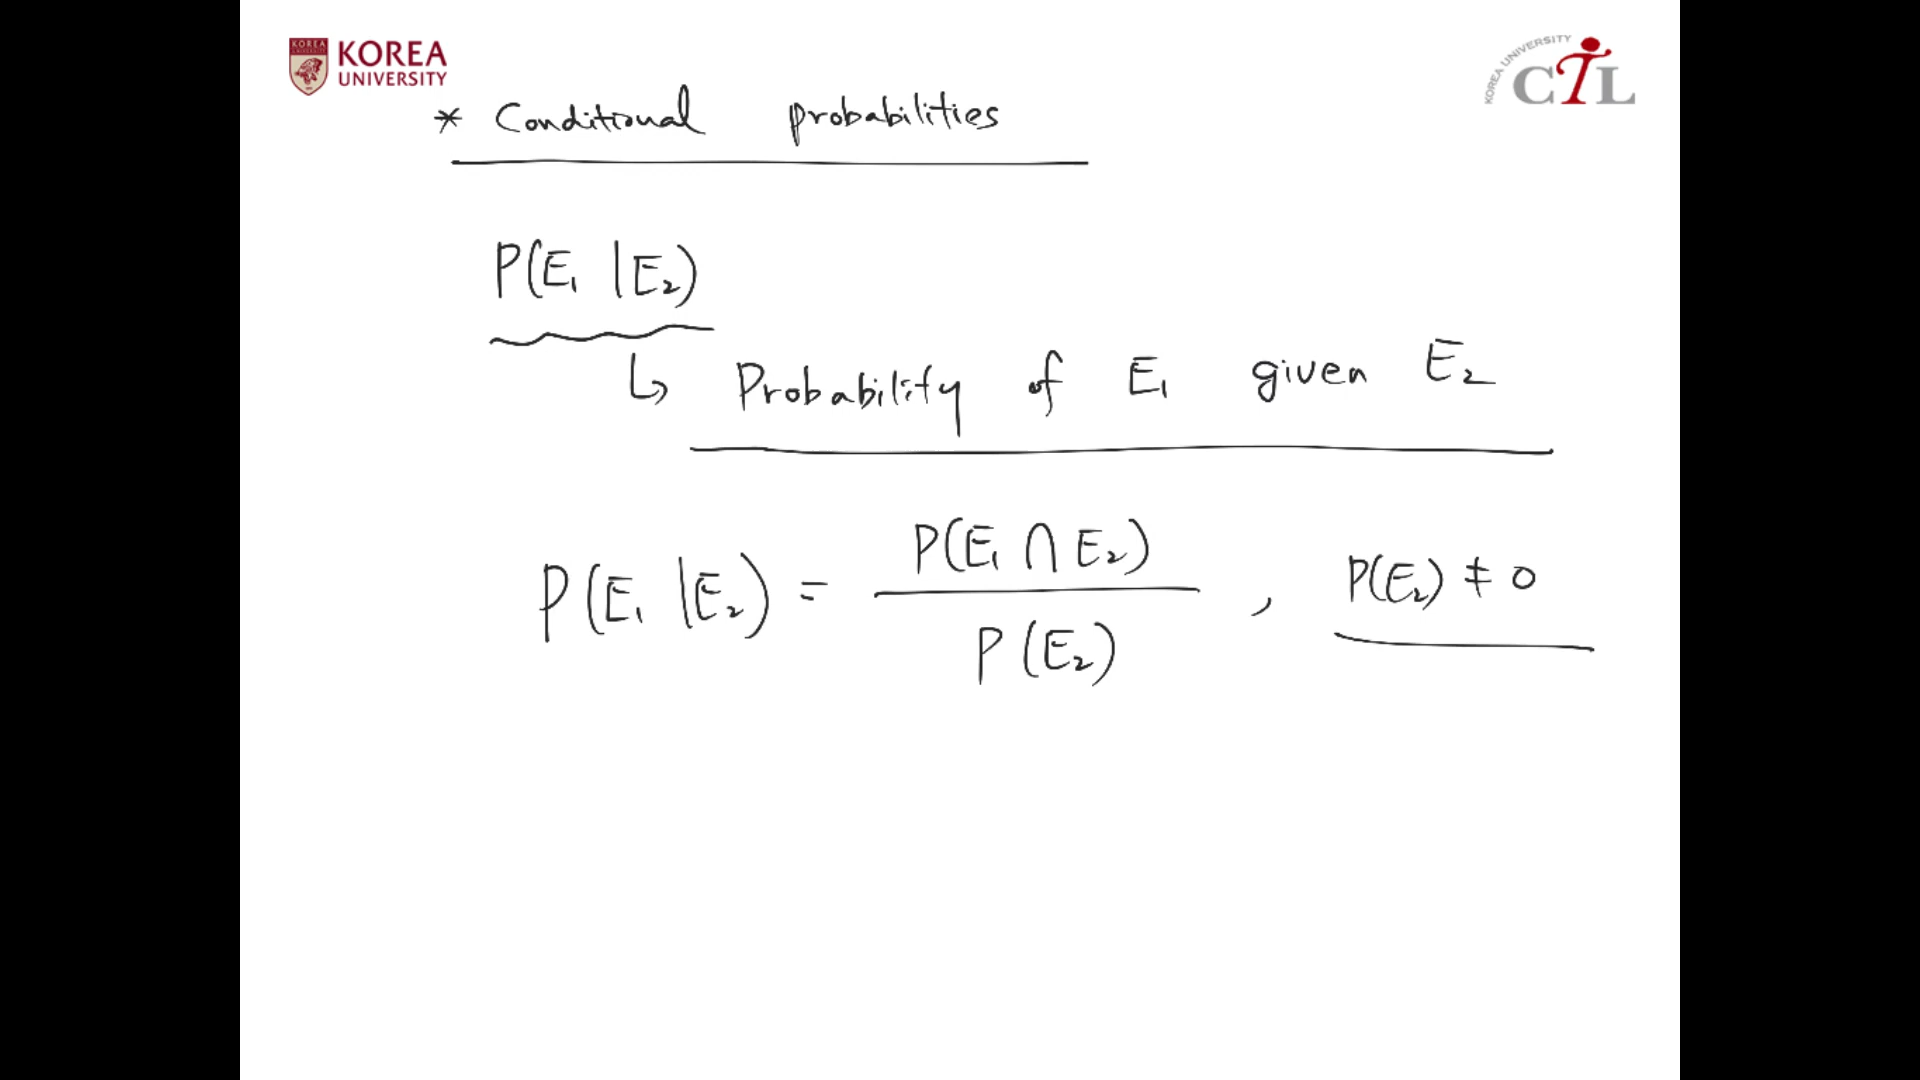 KOREA
UNIVERSITY
KOREA
KOREA UNIVERSITY
CTL
* Conditional probabilities
P(E₁ | E₂)
↳ Probability of E₁ given E₂
P(E₁ | E₂) = P(E₁ ∩ E₂) / P(E₂) , P(E₂) ≠ 0